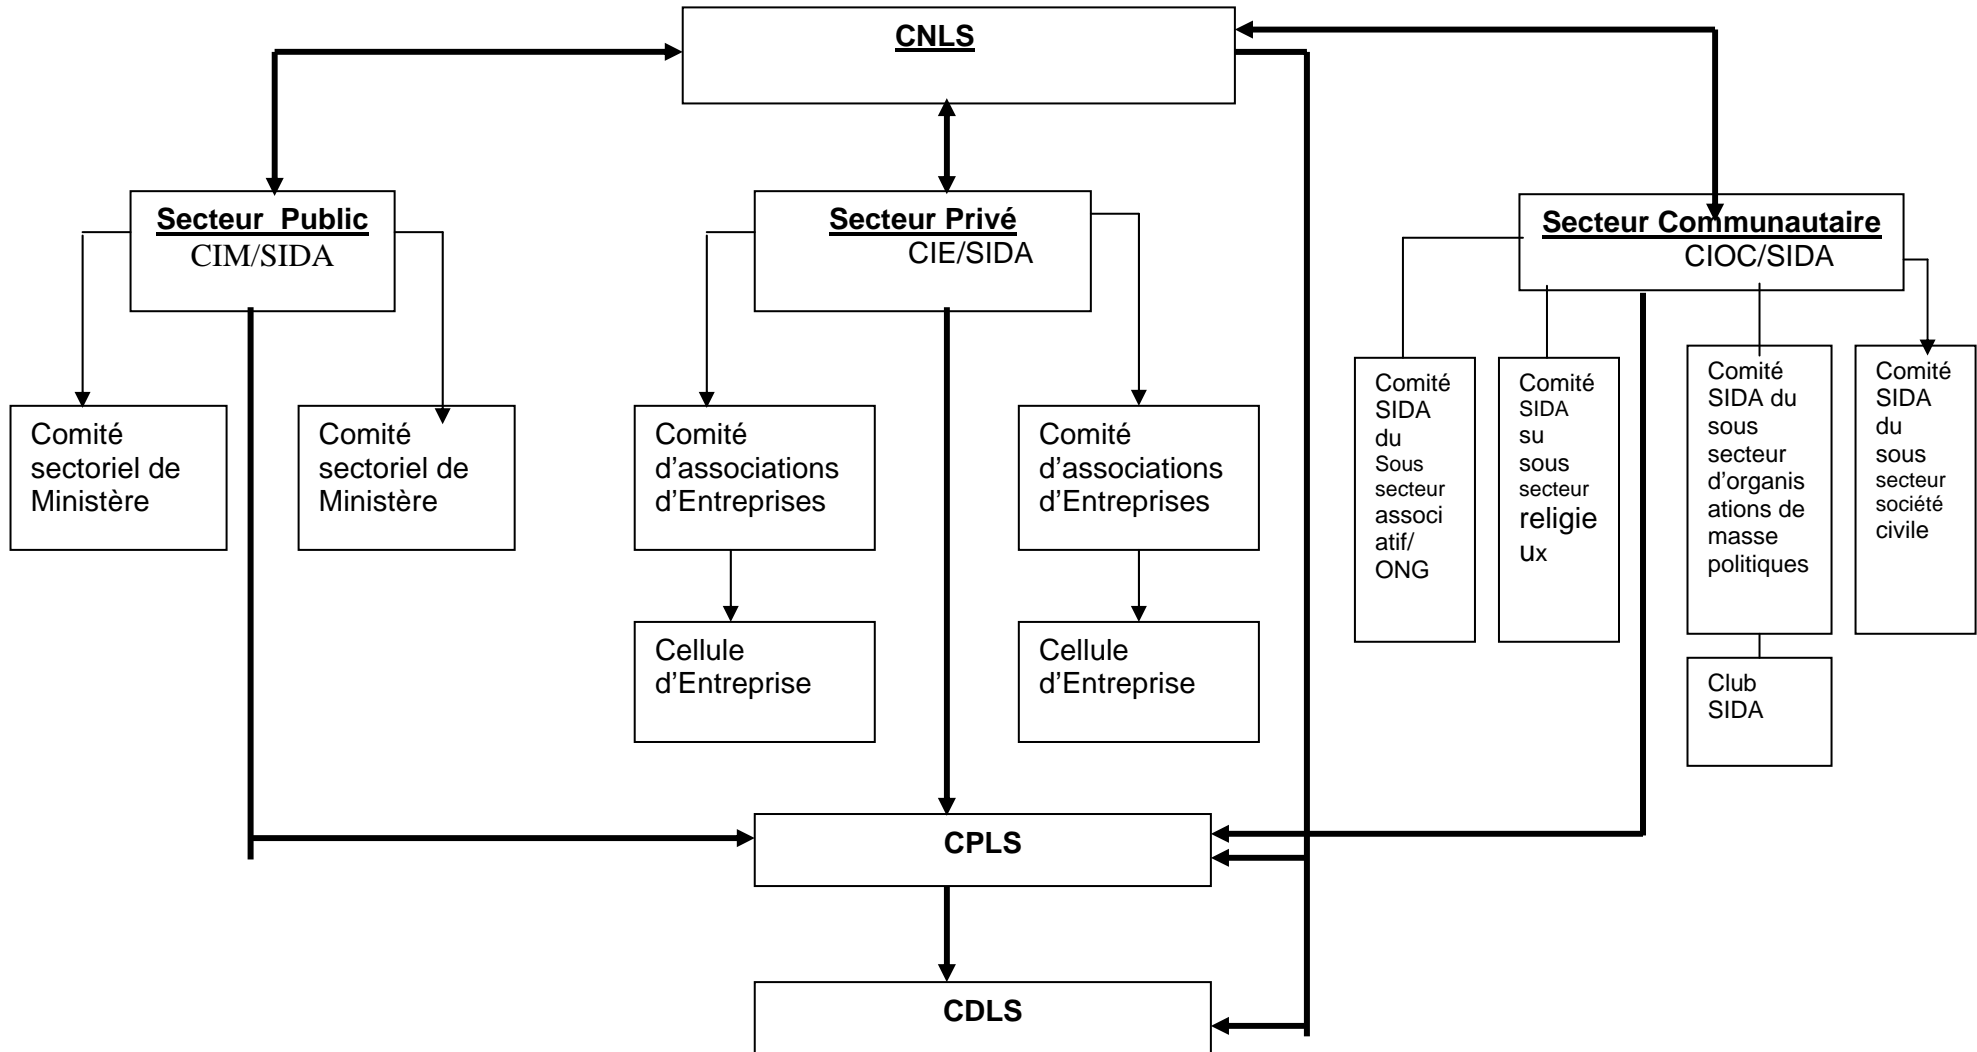 CNLS
Secteur  Public
CIM/SIDA
Secteur Privé
CIE/SIDA
Secteur Communautaire
CIOC/SIDA
Comité
sectoriel de
Ministère
Comité
sectoriel de
Ministère
Comité
d'associations
d'Entreprises
Comité
d'associations
d'Entreprises
Comité
SIDA
du
Sous
secteur
associ
atif/
ONG
Comité
SIDA
su
sous
secteur
religie
ux
Comité
SIDA du
sous
secteur
d'organis
ations de
masse
politiques
Comité
SIDA
du
sous
secteur
société
civile
Cellule
d'Entreprise
Cellule
d'Entreprise
Club
SIDA
CPLS
CDLS